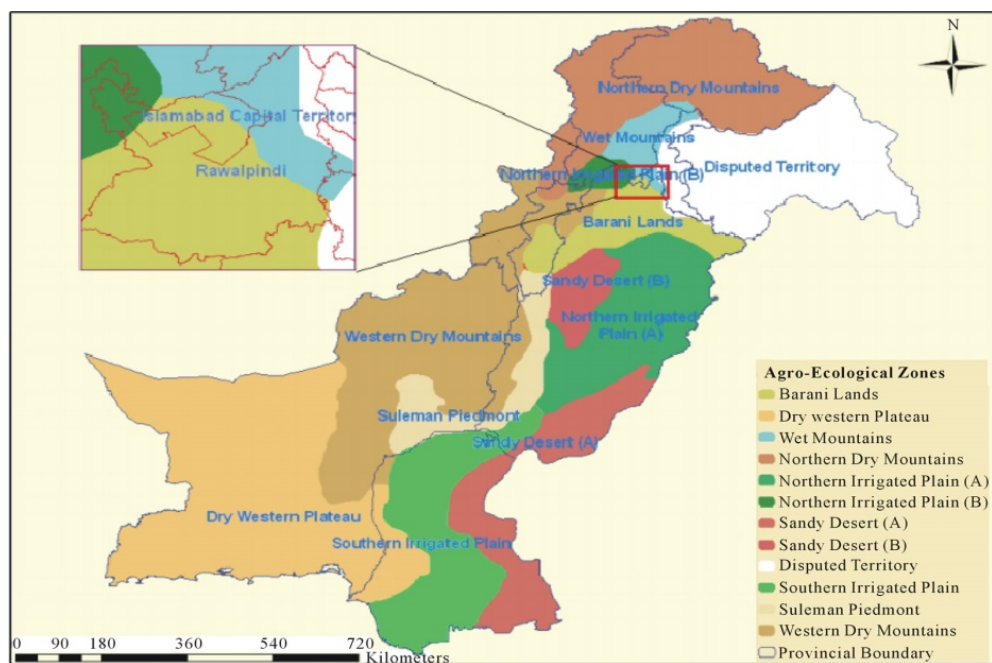 N
Islamabad Capital Territory
Rawalpindi
Northern Dry Mountains
Wet Mountains
Disputed Territory
Northern Irrigated Plain (B)
Barani Lands
Sandy Desert (B)
Northern Irrigated
Plain (A)
Western Dry Mountains
Suleman Piedmont
Sandy Desert (A)
Dry Western Plateau
Southern Irrigated Plain
Agro-Ecological Zones
Barani Lands
Dry western Plateau
Wet Mountains
Northern Dry Mountains
Northern Irrigated Plain (A)
Northern Irrigated Plain (B)
Sandy Desert (A)
Sandy Desert (B)
Disputed Territory
Southern Irrigated Plain
Suleman Piedmont
Western Dry Mountains
Provincial Boundary
0 90 180 360 540 720
Kilometers